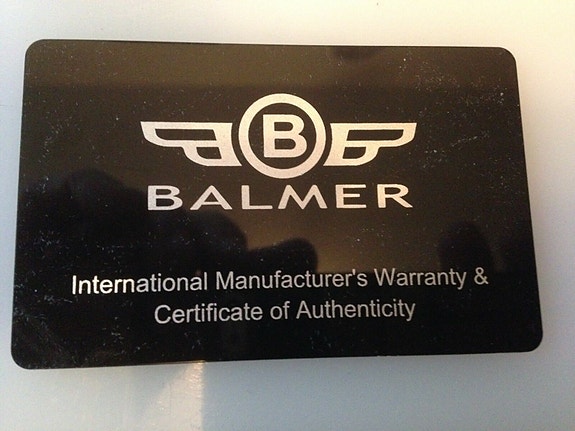 B
BALMER
International Manufacturer's Warranty &
Certificate of Authenticity